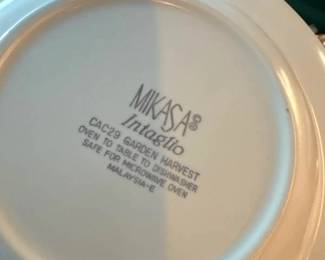 MIKASA®
Intaglio
CAC29 GARDEN HARVEST
OVEN TO TABLE TO DISHWASHER
SAFE FOR MICROWAVE OVEN
MALAYSIA-E